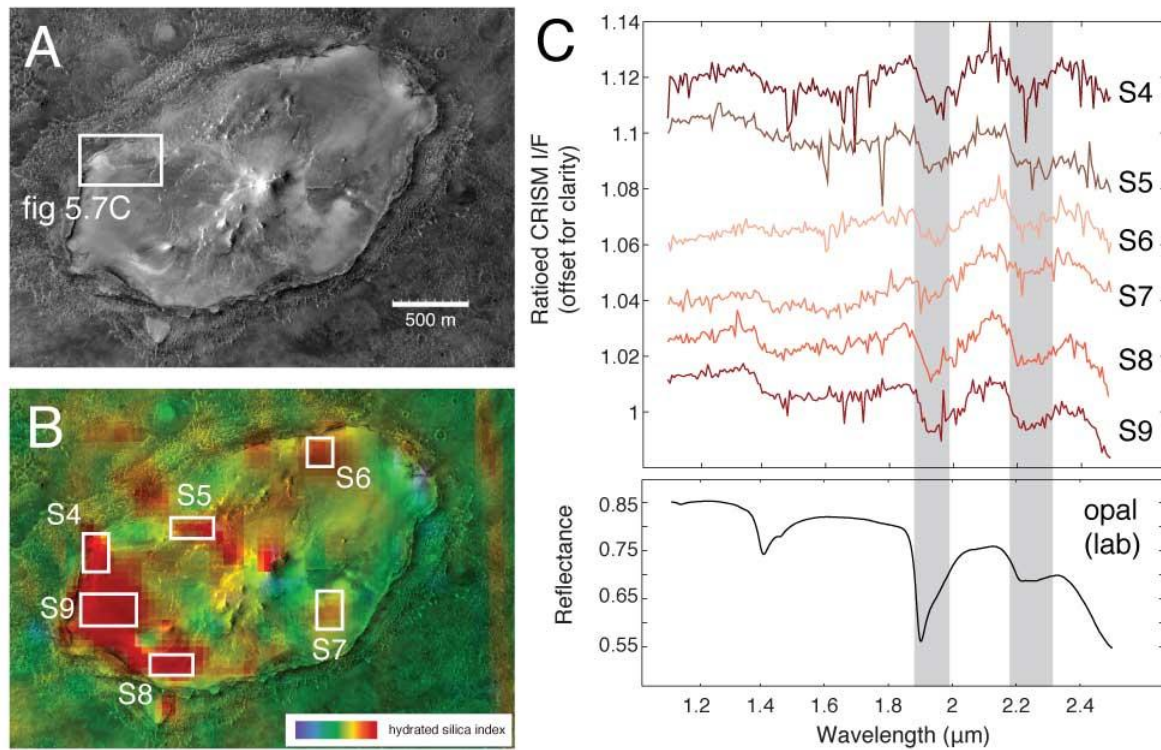 A
fig 5.7C
500 m
B
S4
S5
S6
S9
S7
S8
hydrated silica index
C
Ratioed CRISM I/F
(offset for clarity)
1.14
1.12
1.1
1.08
1.06
1.04
1.02
1
S4
S5
S6
S7
S8
S9
Reflectance
0.85
0.75
0.65
0.55
opal
(lab)
1.2 1.4 1.6 1.8 2 2.2 2.4
Wavelength (μm)